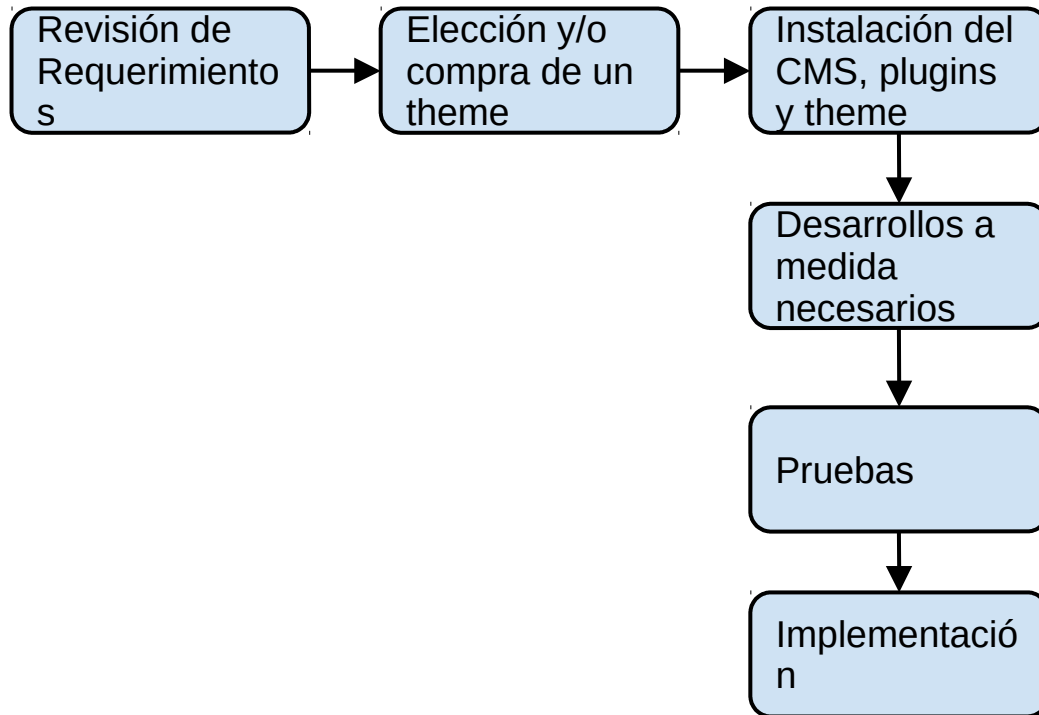 Revisión de
Requerimiento
s
Elección y/o
compra de un
theme
Instalación del
CMS, plugins
y theme
Desarrollos a
medida
necesarios
Pruebas
Implementació
n